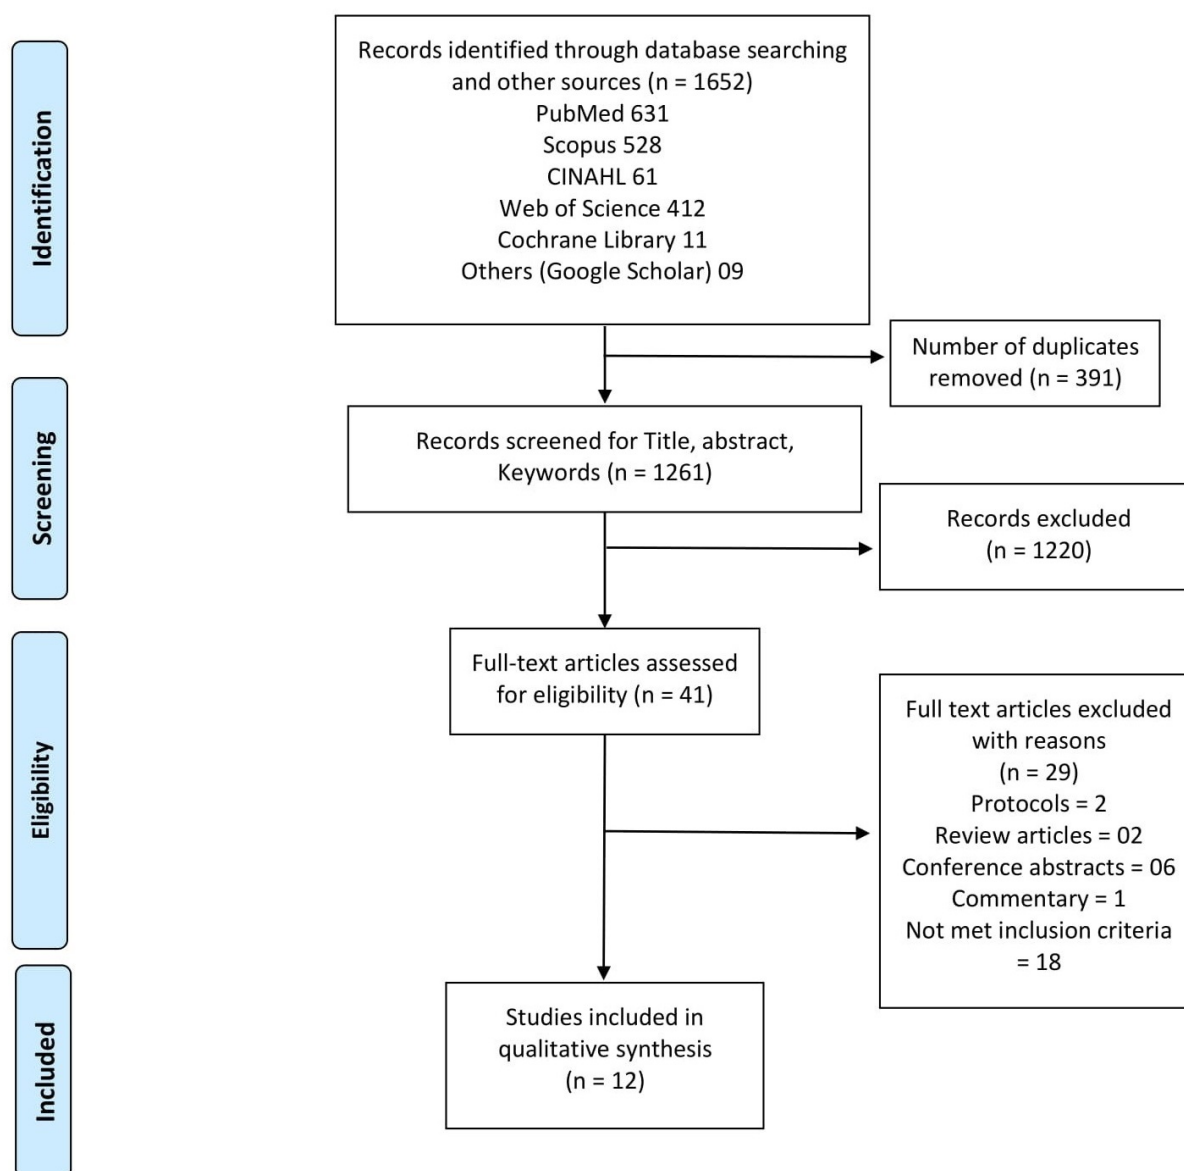 Identification
Records identified through database searching
and other sources (n = 1652)
PubMed 631
Scopus 528
CINAHL 61
Web of Science 412
Cochrane Library 11
Others (Google Scholar) 09
Number of duplicates
removed (n = 391)
Screening
Records screened for Title, abstract,
Keywords (n = 1261)
Records excluded
(n = 1220)
Eligibility
Full-text articles assessed
for eligibility (n = 41)
Full text articles excluded
with reasons
(n = 29)
Protocols = 2
Review articles = 02
Conference abstracts = 06
Commentary = 1
Not met inclusion criteria
= 18
Included
Studies included in
qualitative synthesis
(n = 12)